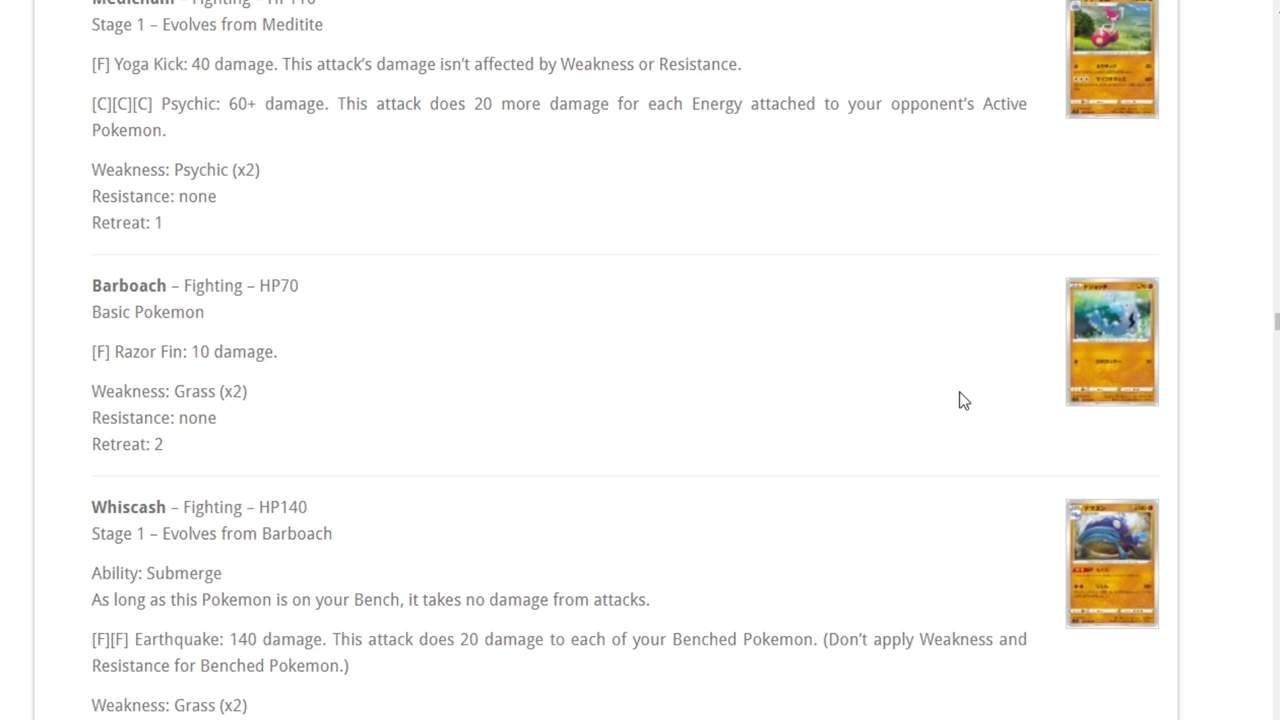 Medicham – Fighting – HP110
Stage 1 – Evolves from Meditite
[F] Yoga Kick: 40 damage. This attack’s damage isn’t affected by Weakness or Resistance.
[C][C][C] Psychic: 60+ damage. This attack does 20 more damage for each Energy attached to your opponent’s Active
Pokemon.
Weakness: Psychic (x2)
Resistance: none
Retreat: 1
Barboach – Fighting – HP70
Basic Pokemon
[F] Razor Fin: 10 damage.
Weakness: Grass (x2)
Resistance: none
Retreat: 2
Whiscash – Fighting – HP140
Stage 1 – Evolves from Barboach
Ability: Submerge
As long as this Pokemon is on your Bench, it takes no damage from attacks.
[F][F] Earthquake: 140 damage. This attack does 20 damage to each of your Benched Pokemon. (Don’t apply Weakness and
Resistance for Benched Pokemon.)
Weakness: Grass (x2)